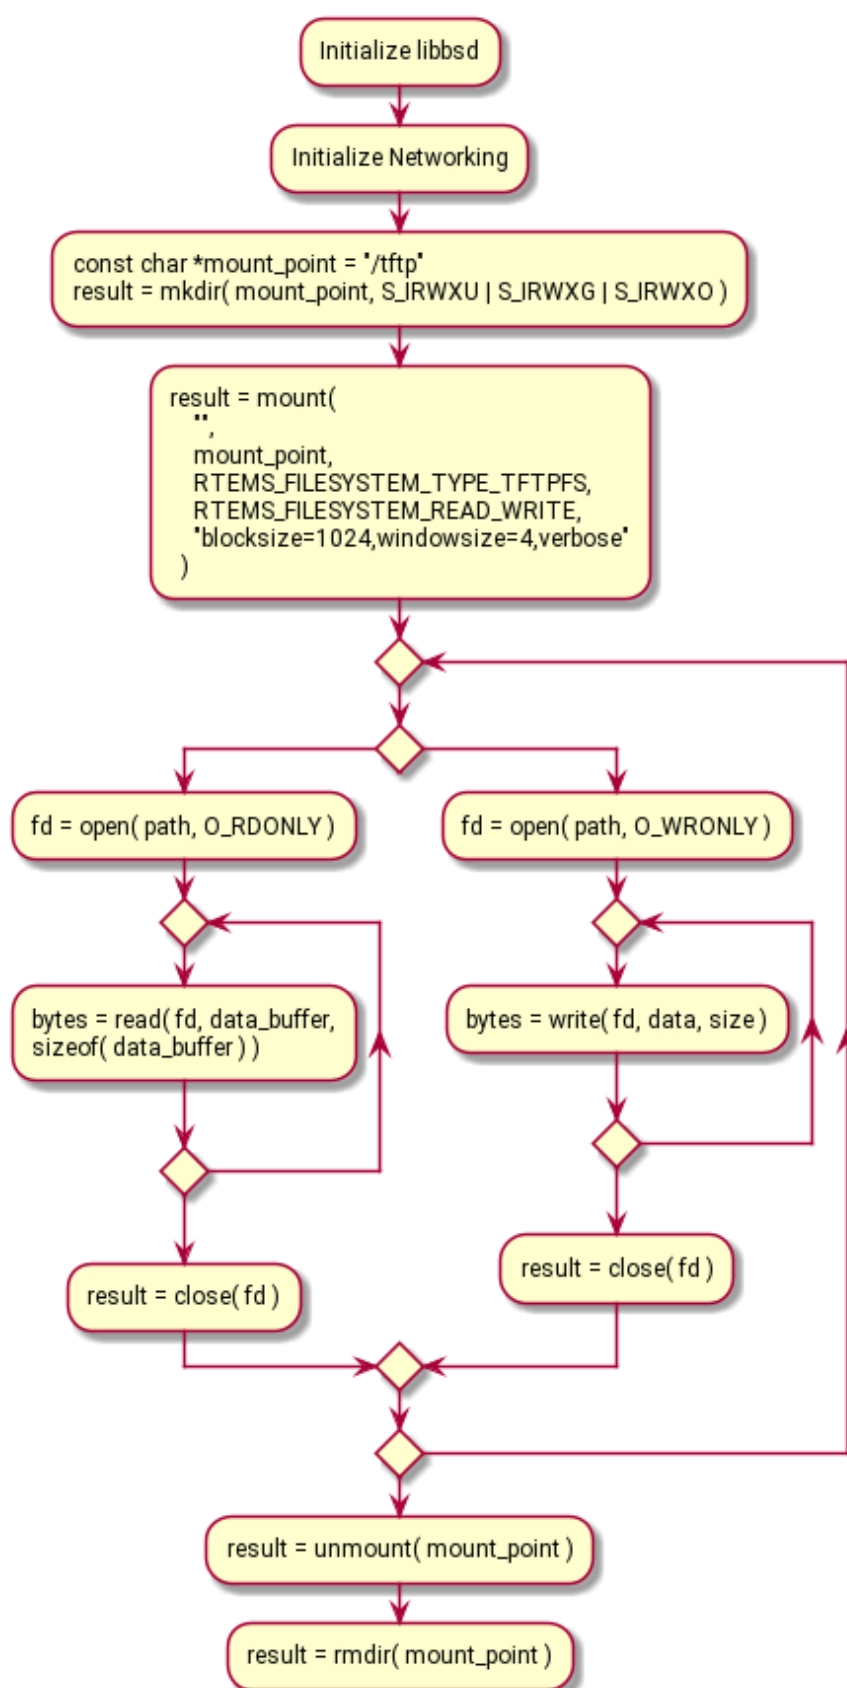 Initialize libbsd
Initialize Networking
const char *mount_point = "/tftp"
result = mkdir( mount_point, S_IRWXU | S_IRWXG | S_IRWXO )
result = mount(
"",
mount_point,
RTEMS_FILESYSTEM_TYPE_TFTPFS,
RTEMS_FILESYSTEM_READ_WRITE,
"blocksize=1024,windowsize=4,verbose"
)
fd = open( path, O_RDONLY )
bytes = read( fd, data_buffer,
sizeof( data_buffer ) )
result = close( fd )
fd = open( path, O_WRONLY )
bytes = write( fd, data, size )
result = close( fd )
result = unmount( mount_point )
result = rmdir( mount_point )